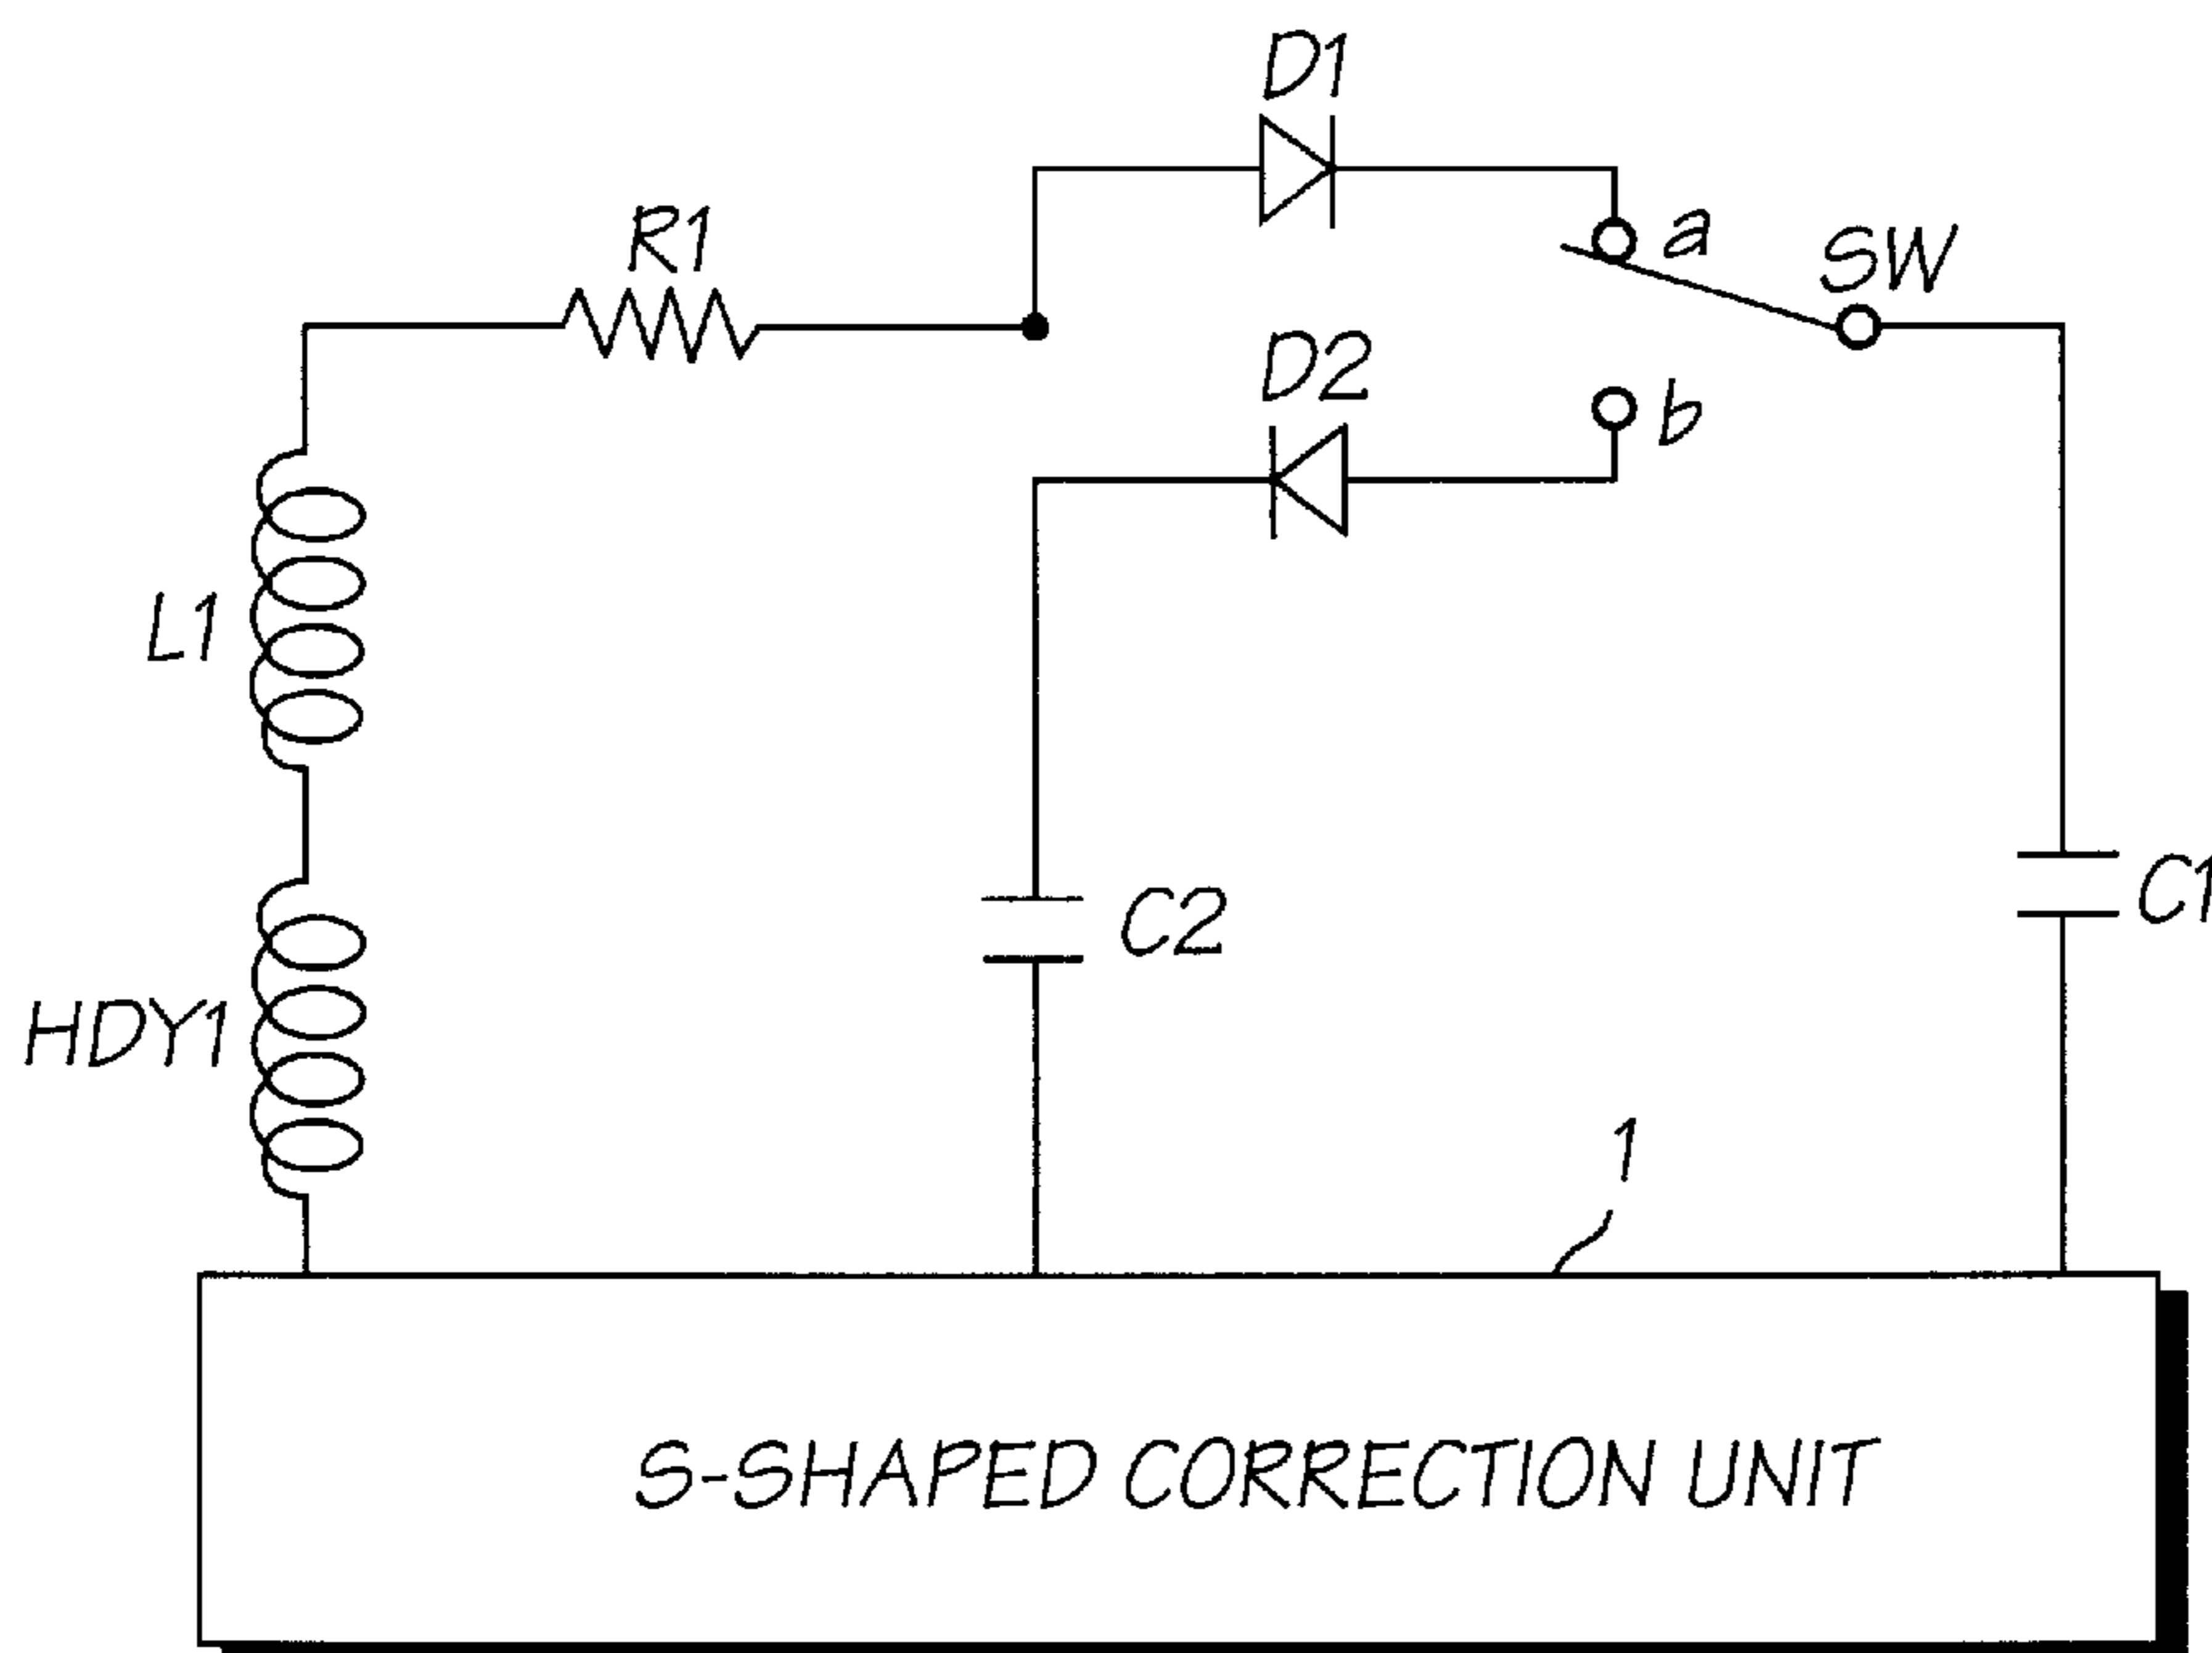 D1
R1
a
SW
D2
b
L1
C2
C1
HDY1
1
S-SHAPED CORRECTION UNIT